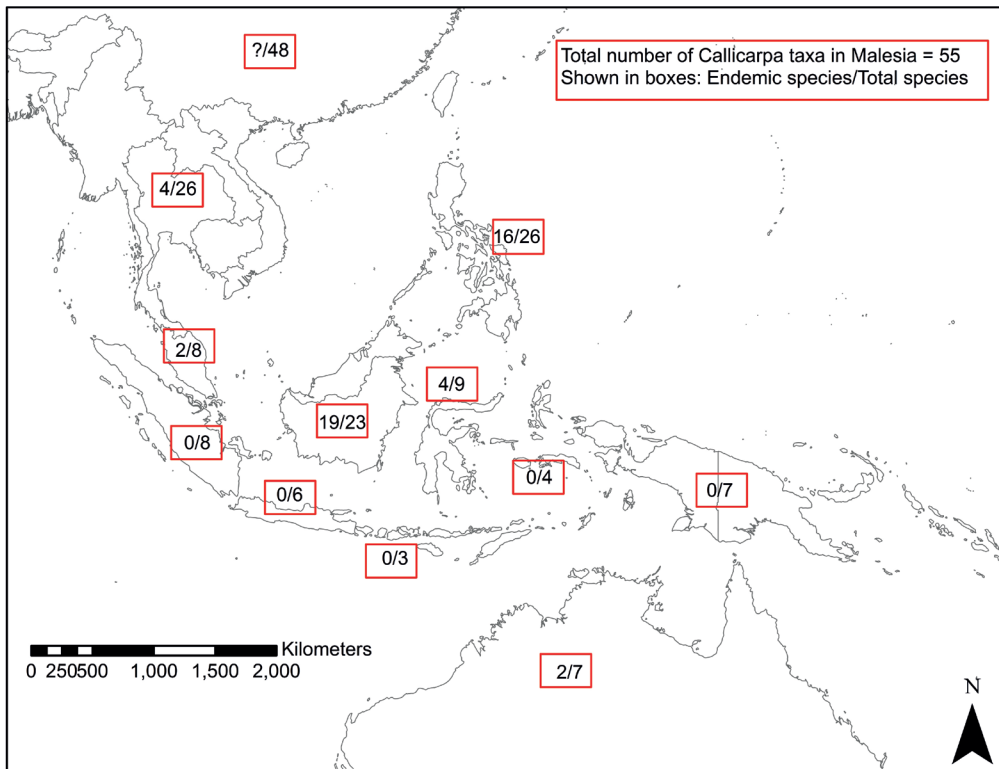 ?/48
Total number of Callicarpa taxa in Malesia = 55
Shown in boxes: Endemic species/Total species
4/26
16/26
2/8
4/9
19/23
0/8
0/4
0/7
0/6
0/3
Kilometers
0 250500 1,000 1,500 2,000
2/7
N